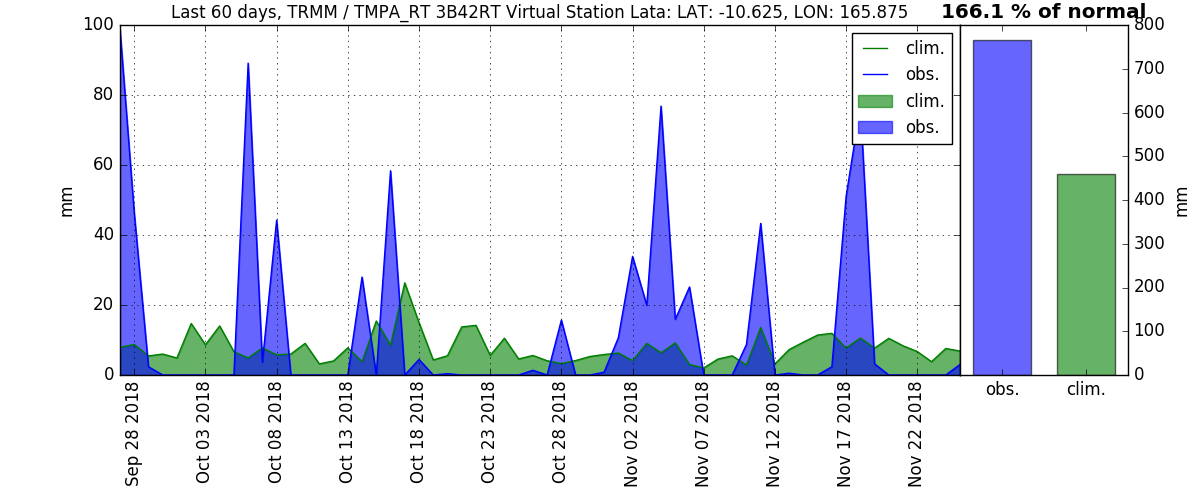 Last 60 days, TRMM / TMPA_RT 3B42RT Virtual Station Lata: LAT: -10.625, LON: 165.875
166.1 % of normal
100
80
60
40
20
0
mm
clim.
obs.
clim.
obs.
Sep 28 2018
Oct 03 2018
Oct 08 2018
Oct 13 2018
Oct 18 2018
Oct 23 2018
Oct 28 2018
Nov 02 2018
Nov 07 2018
Nov 12 2018
Nov 17 2018
Nov 22 2018
800
700
600
500
400
300
200
100
0
mm
obs.
clim.